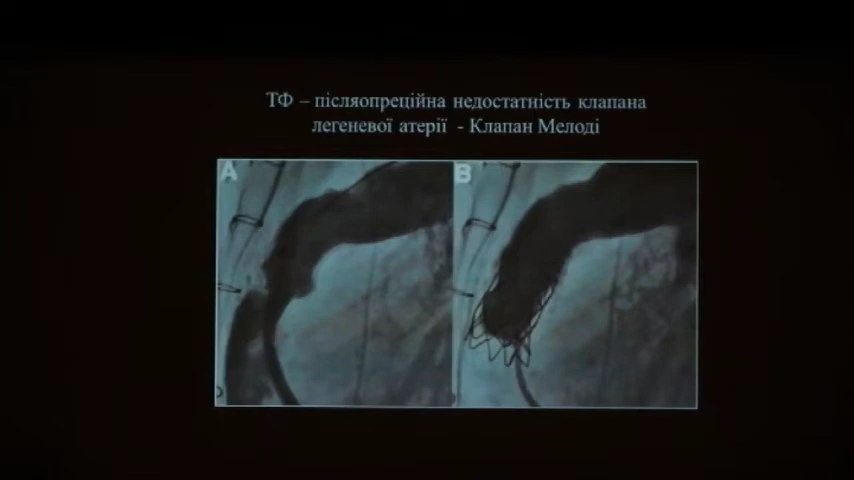 ТФ – післяопреційна недостатність клапана
легеневої атерії - Клапан Мелоді
A
B